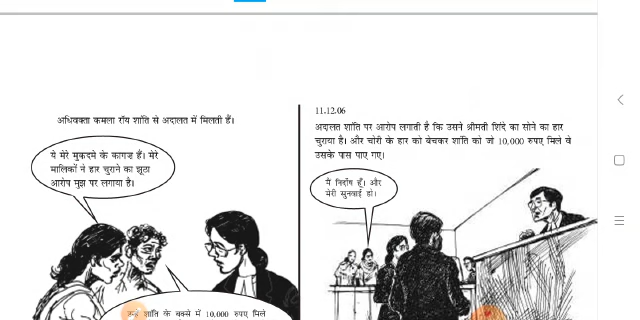 अधिवक्ता कमला रॉय शांति से अदालत में मिलती हैं।
ये मेरे मुकदमे के कागज़ हैं। मेरे
मालिकों ने हार चुराने का झूठा
आरोप मुझ पर लगाया है।
शांति के बक्से में 10,000 रुपए मिले
11.12.06
अदालत शांति पर आरोप लगाती है कि उसने श्रीमती शिंदे का सोने का हार
चुराया है। और चोरी के हार को बेचकर शांति को जो 10,000 रुपए मिले वे
उसके पास पाए गए।
मैं निर्दोष हूँ। और
मेरी सुनवाई हो।